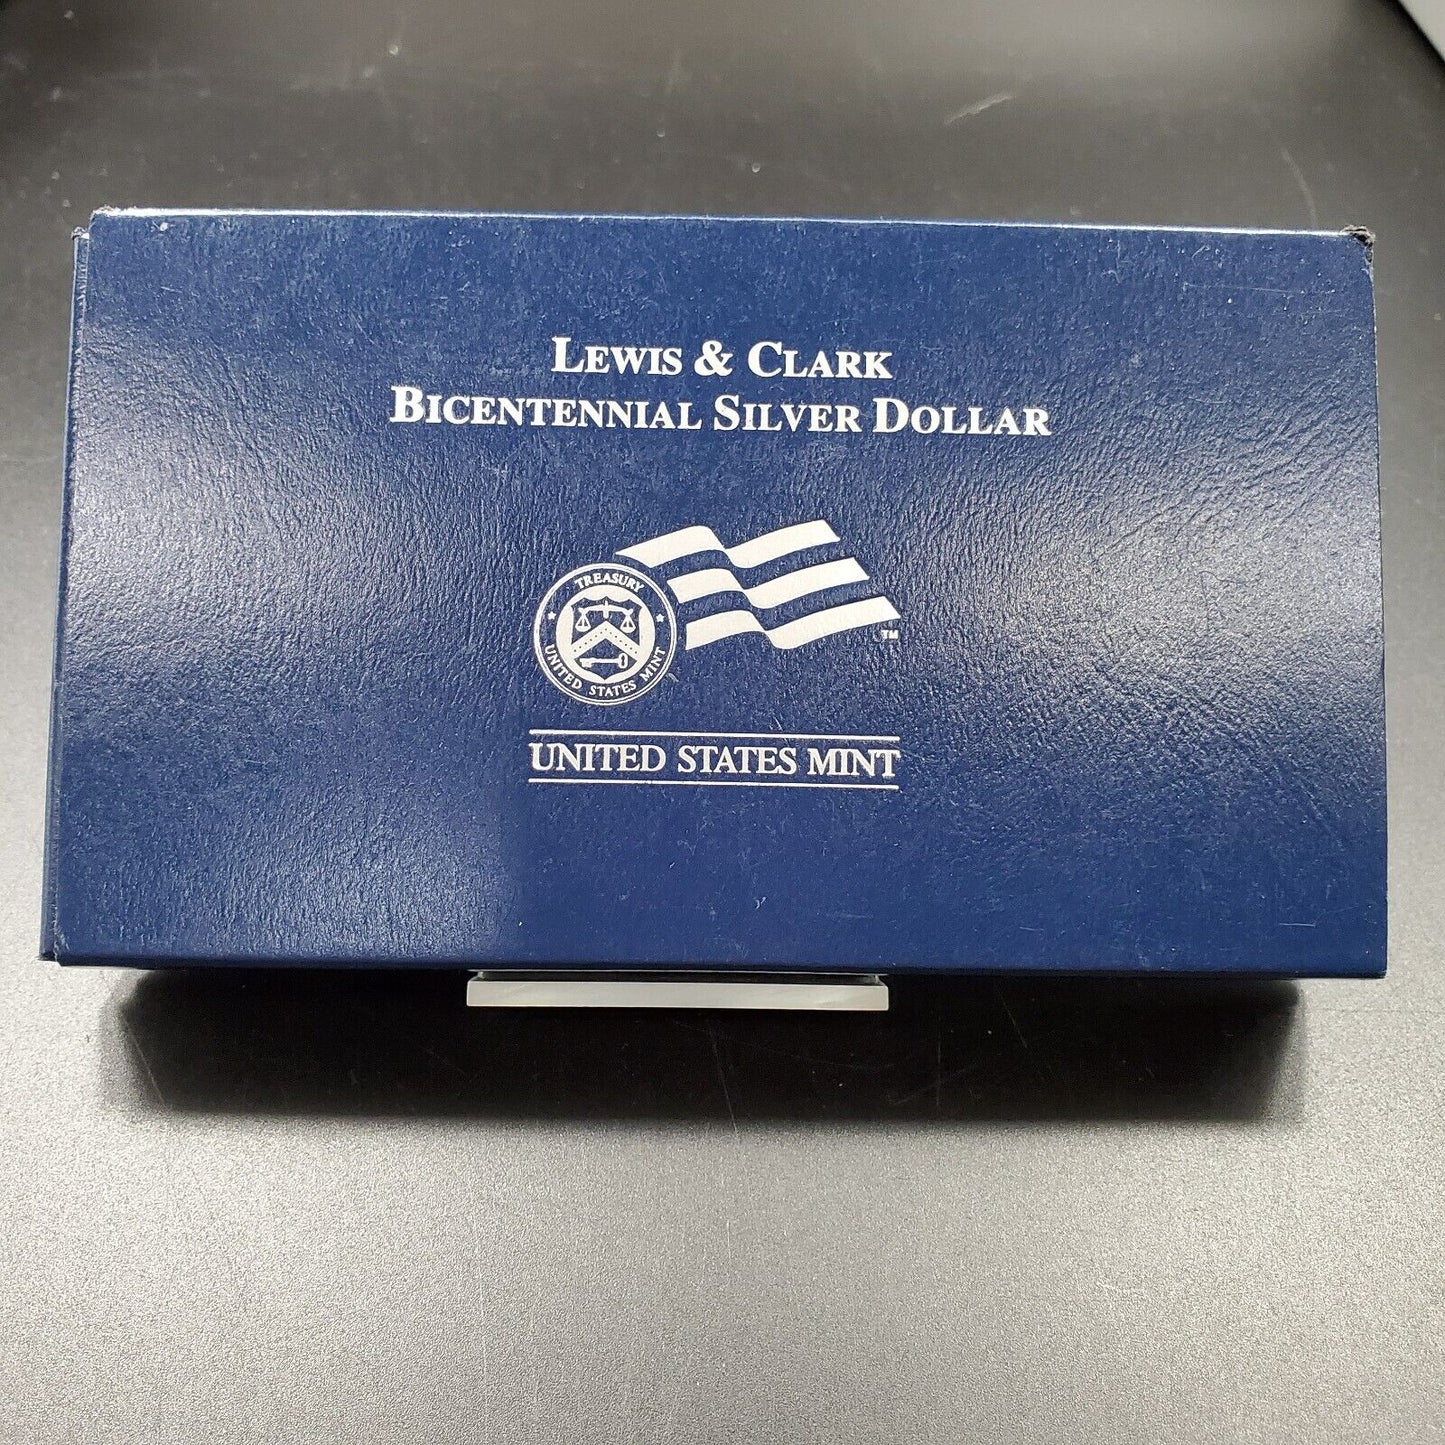 LEWIS & CLARK
BICENTENNIAL SILVER DOLLAR
TREASURY
UNITED STATES MINT
TM
UNITED STATES MINT